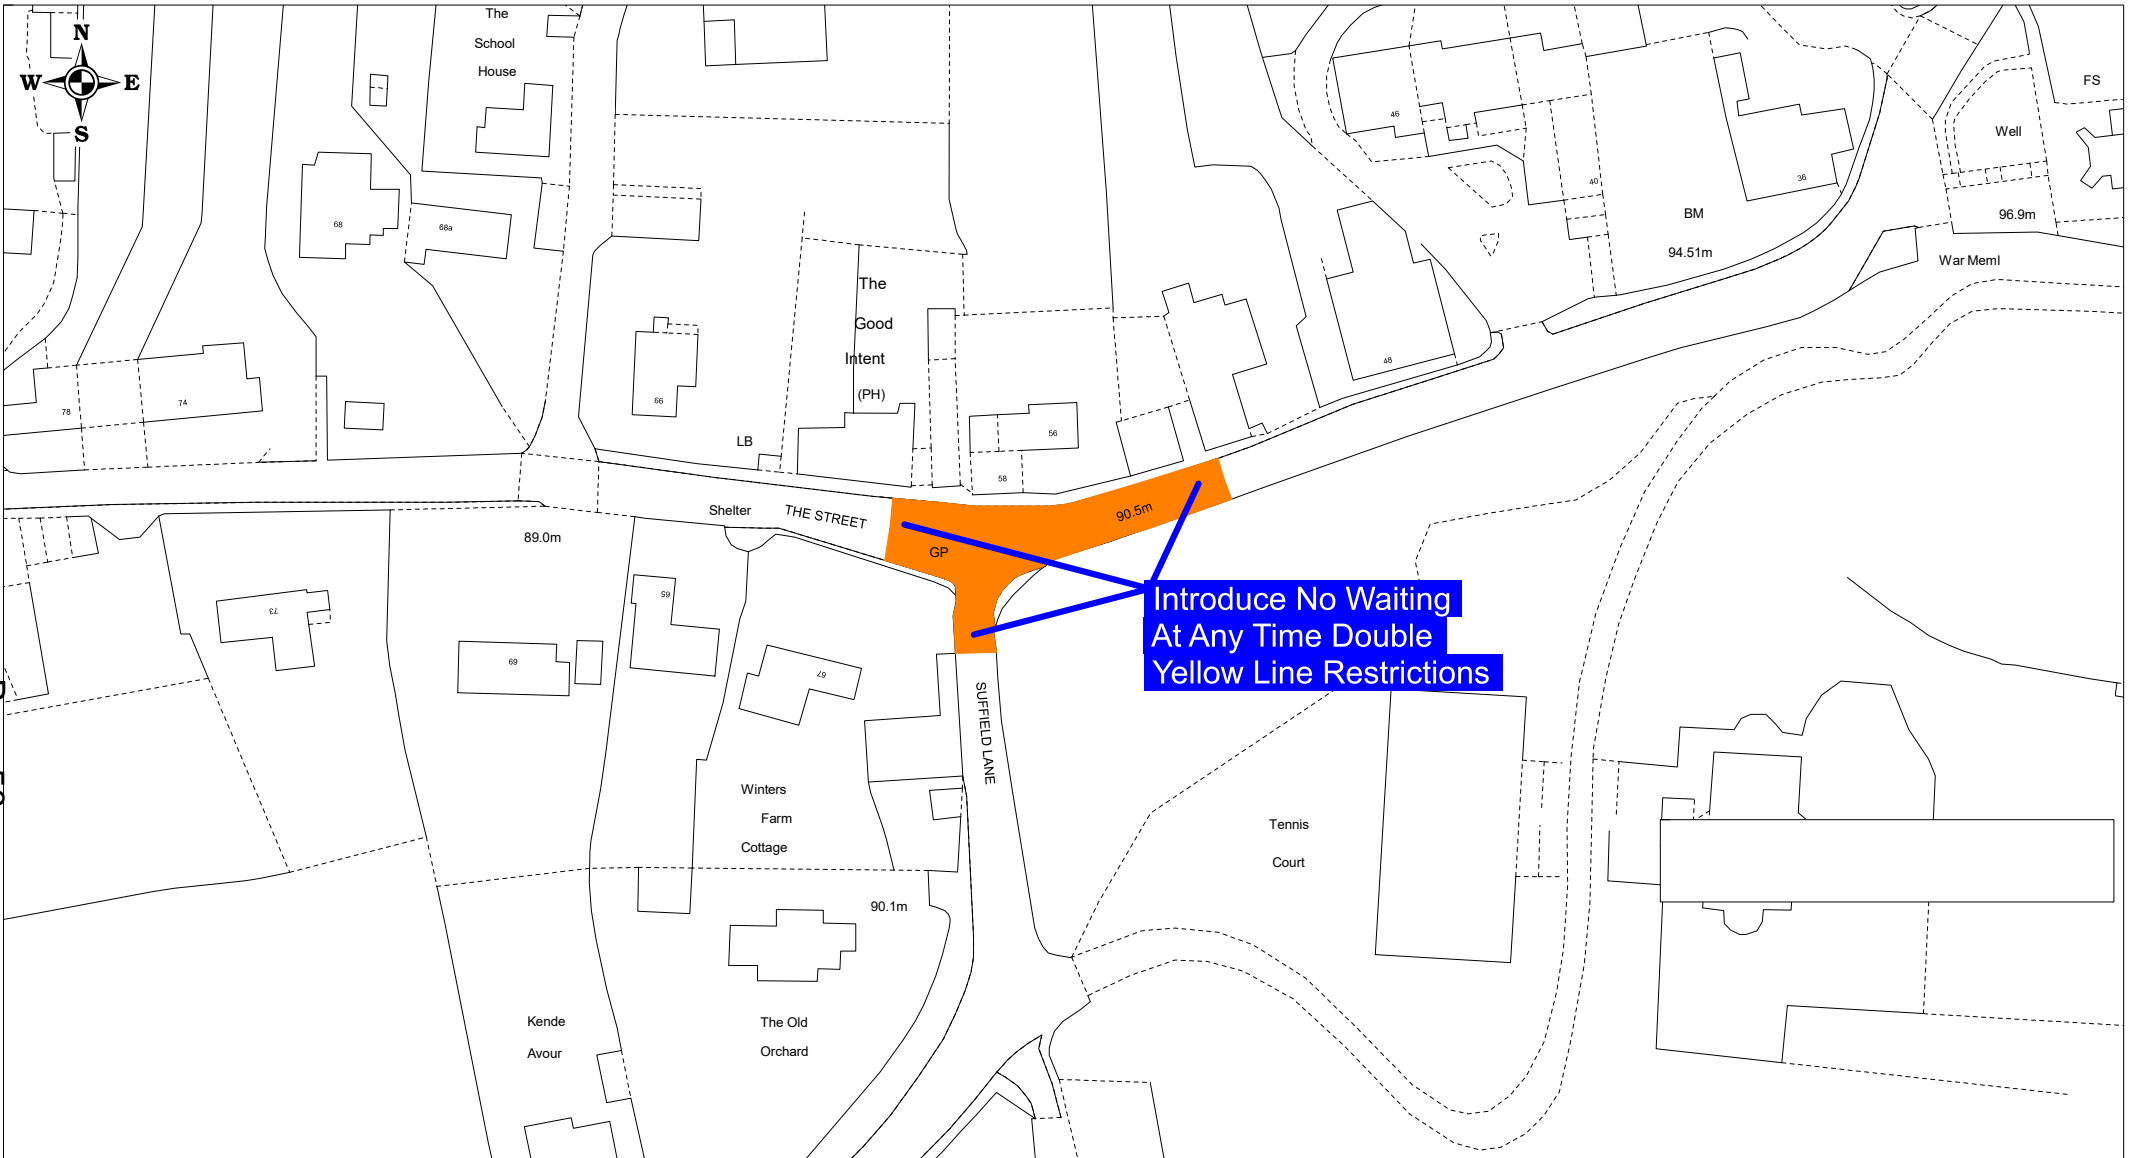 The
School
House
N
W
E
S
FS
46
Well
40
36
68
68a
BM
96.9m
94.51m
War Meml
The
Good
Intent
(PH)
48
66
78
74
56
LB
58
Shelter
THE STREET
90.5m
89.0m
GP
65
73
Introduce No Waiting
At Any Time Double
Yellow Line Restrictions
69
67
SUFFIELD LANE
Winters
Farm
Cottage
Tennis
Court
90.1m
Kende
Avour
The Old
Orchard